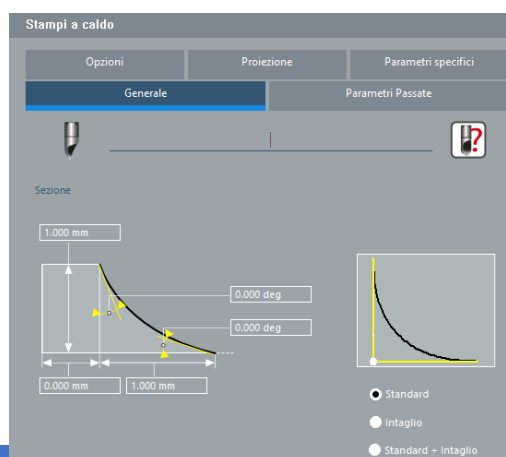 Stampi a caldo
Opzioni
Proiezione
Parametri specifici
Generale
Parametri Passate
?
Sezione
1.000 mm
0.000 deg
0.000 deg
0.000 mm
1.000 mm
Standard
Intaglio
Standard + Intaglio